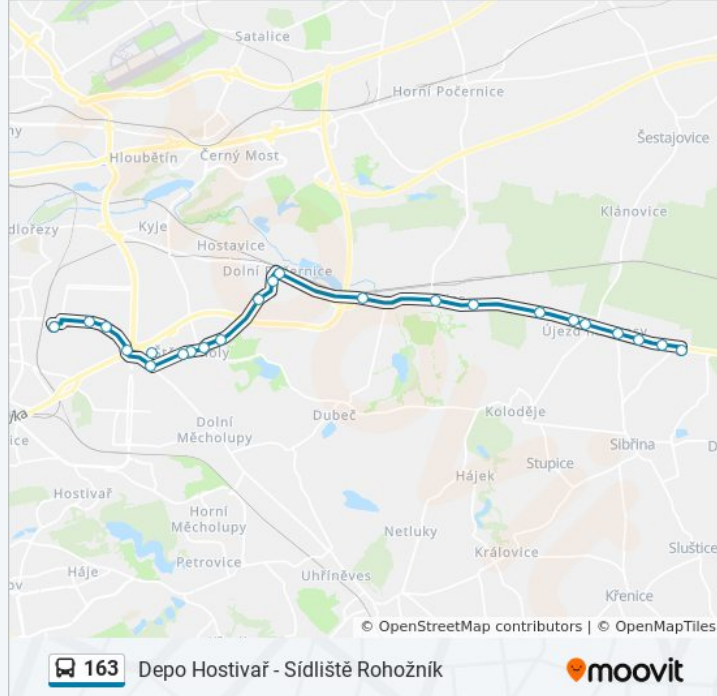 Satalice
Horní Počernice
Šestajovice
Hloubětín
Černý Most
Klánovice
Kyje
Hostavice
Dolní
Újezd
Dubeč
Koloděje
Dolní
Měcholupy
Sibřina
Stupice
Hájek
Hostivař
Horní
Měcholupy
Netluky
Královice
Sluštice
Petrovice
Háje
Uhříněves
Křenice
© OpenStreetMap contributors | © OpenMapTiles
163 Depo Hostivař - Sídliště Rohožník moovit